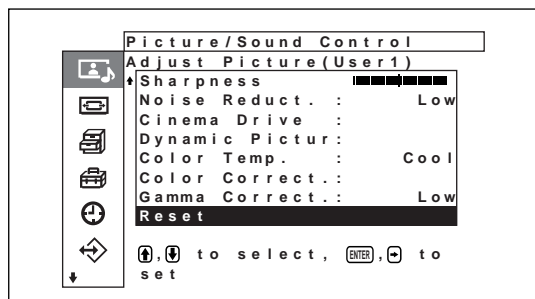 Picture/Sound Control
Adjust Picture(User1)
Sharpness
Noise Reduct. : Low
Cinema Drive :
Dynamic Pictur:
Color Temp. : Cool
Color Correct.:
Gamma Correct.: Low
Reset
, to select, ENTER, to
set